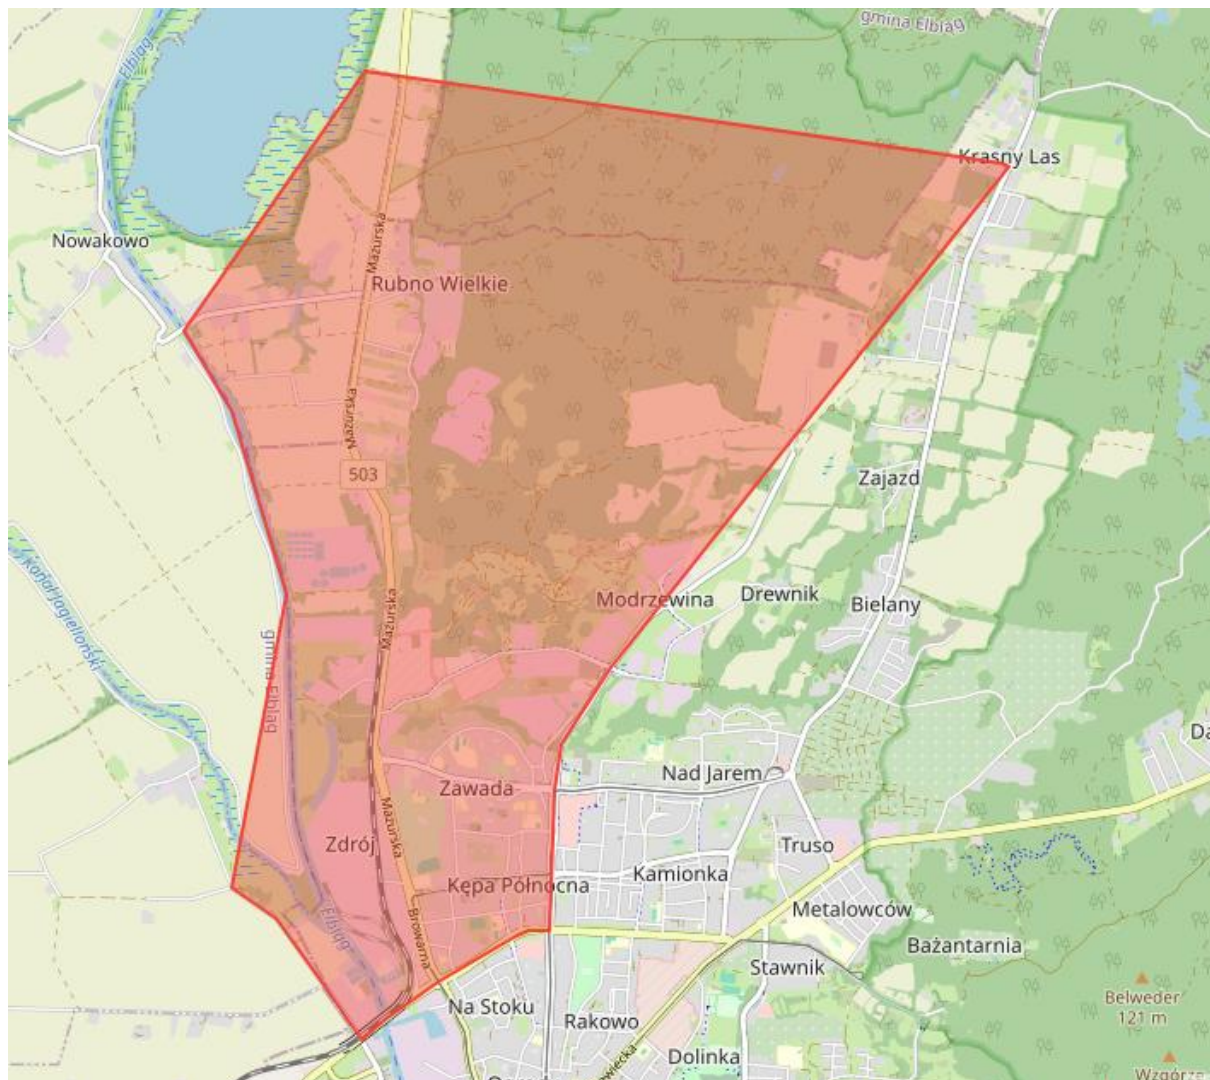 gmina Elbląg
Elbląg
Krasny Las
Nowakowo
Mazurska
Rubno Wielkie
Mazurska
503
Zajazd
Kanał Jagielloński
Mazurska
Modrzewina
Drewnik
Bielany
gmina Elbląg
Nad Jarem
Zawada
Mazurska
Zdrój
Truso
Kępa Północna
Kamionka
Metalowców
Elbląg
Browarna
Bażantarnia
Stawnik
Belweder
121 m
Na Stoku
Rakowo
Dolinka